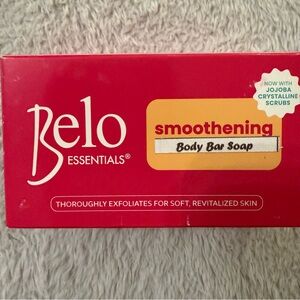 Belo
ESSENTIALS®
NOW WITH
JOJOBA
CRYSTALLINE
SCRUBS
smoothening
Body Bar Soap
THOROUGHLY EXFOLIATES FOR SOFT, REVITALIZED SKIN